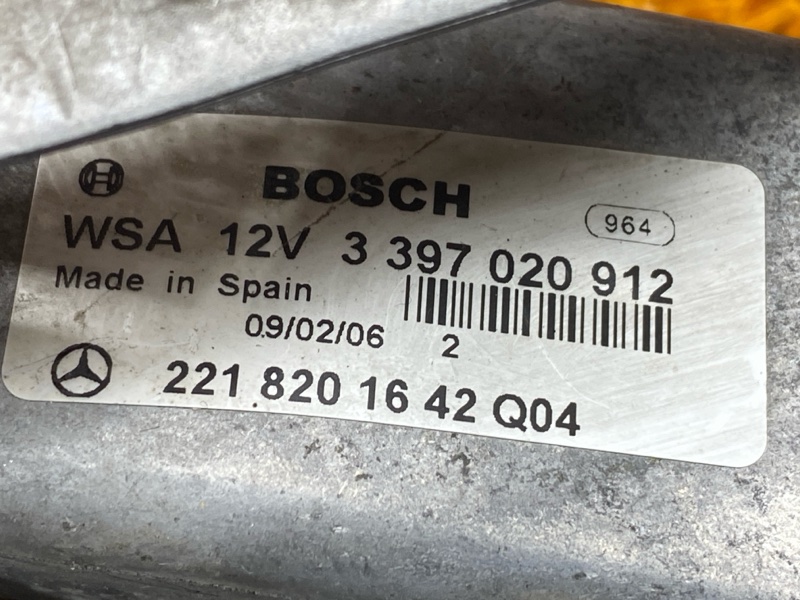 BOSCH
964
WSA 12V 3 397 020 912
Made in Spain
09/02/06 2
221 820 16 42 Q04